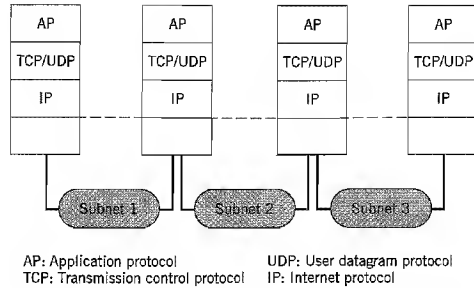 AP AP AP AP
TCP/UDP TCP/UDP TCP/UDP TCP/UDP
IP IP IP IP
Subnet 1 Subnet 2 Subnet 3
AP: Application protocol UDP: User datagram protocol
TCP: Transmission control protocol IP: Internet protocol